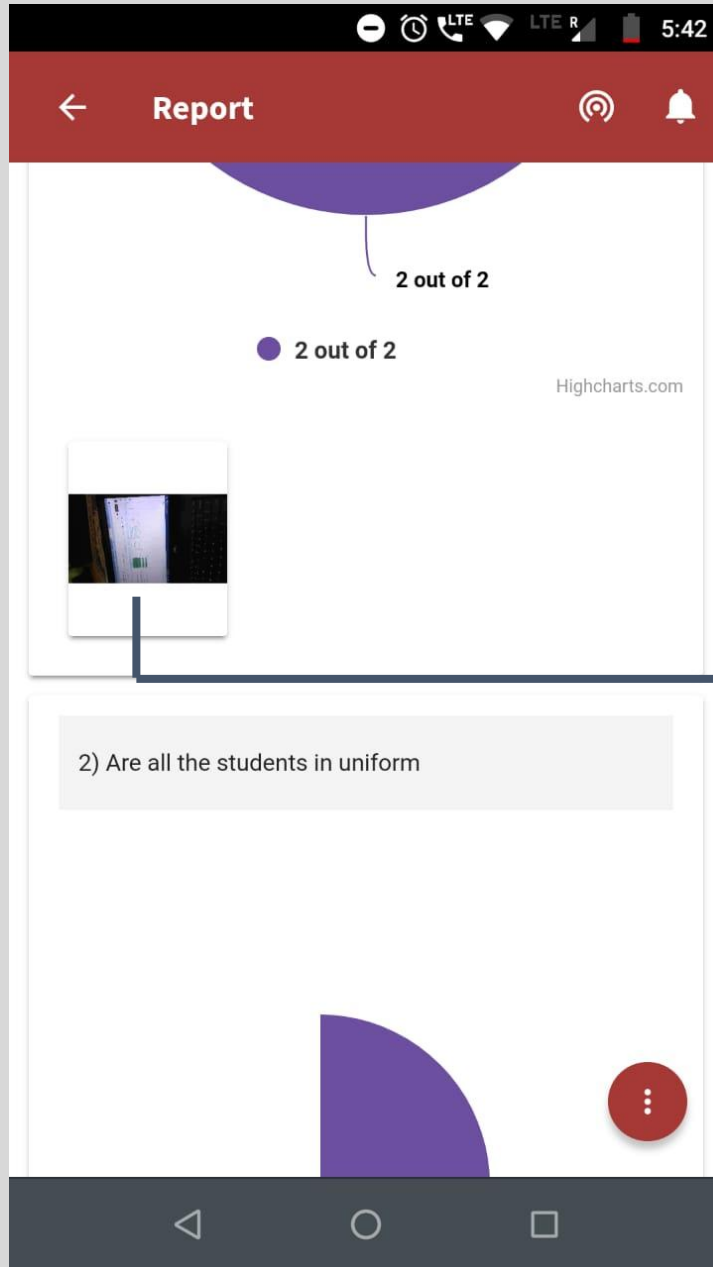 LTE LTE R 5:42
Report
2 out of 2
2 out of 2
Highcharts.com
2) Are all the students in uniform